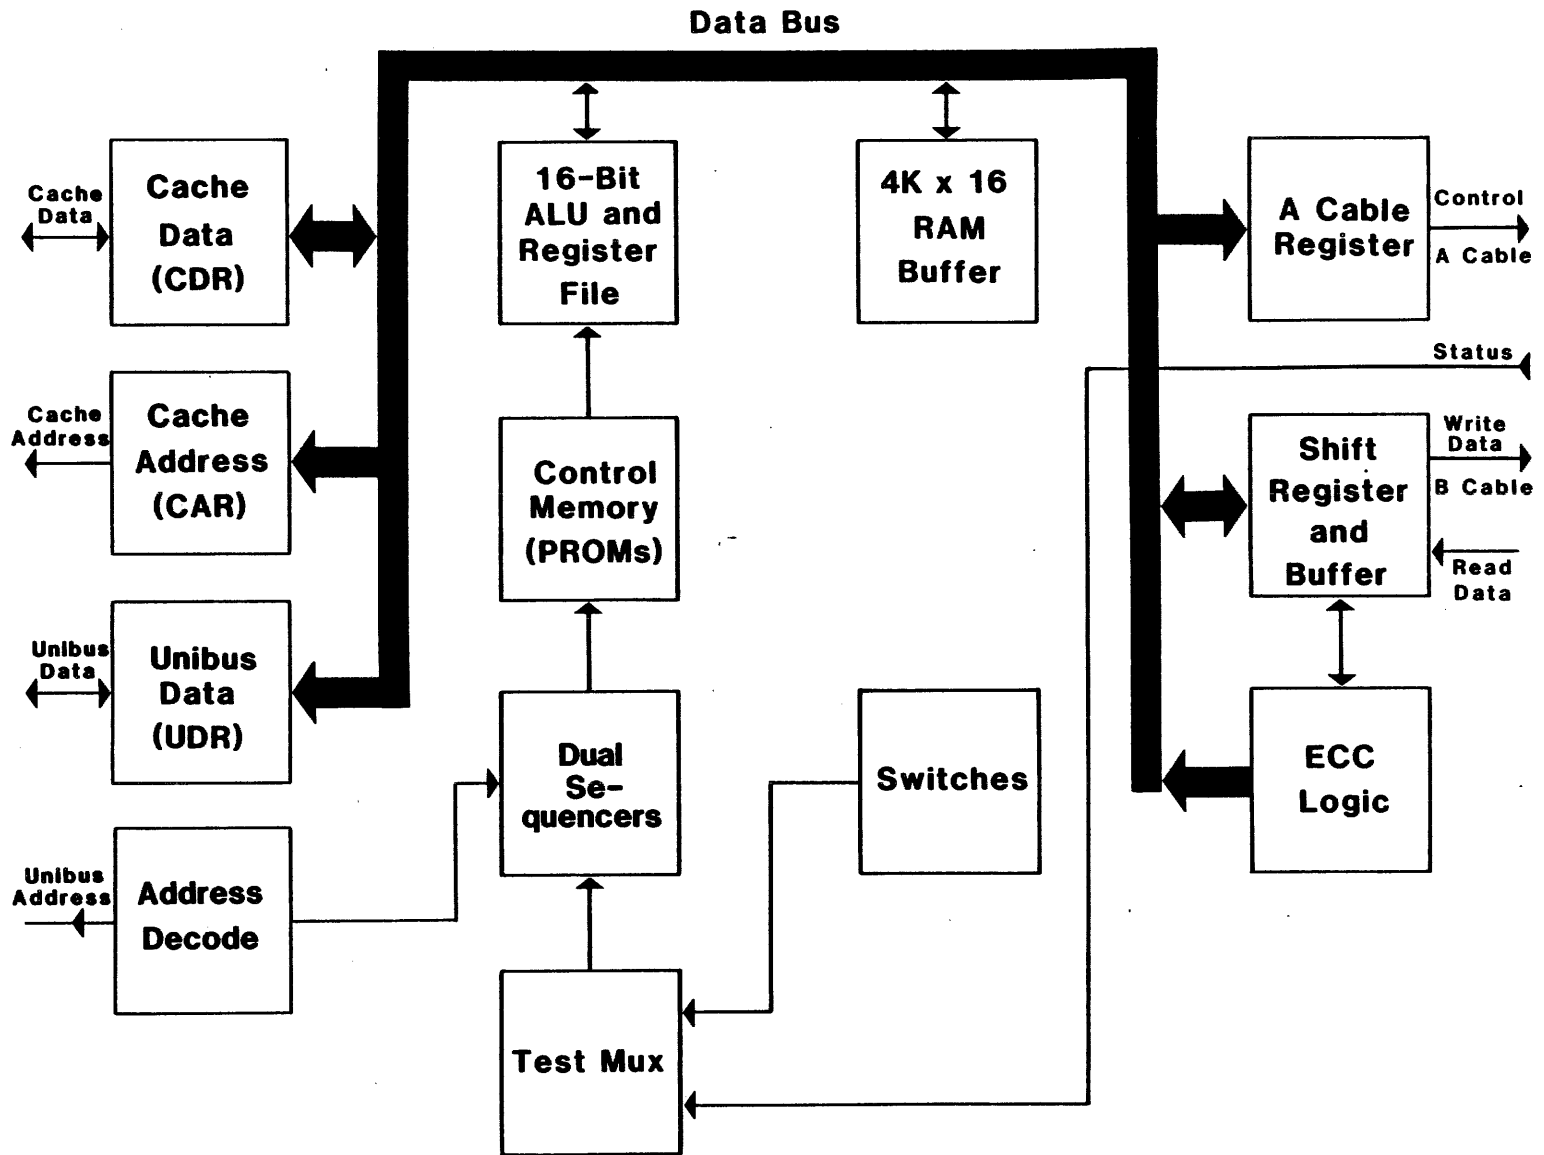 Data Bus
Cache
Data
Cache
Data
(CDR)
16-Bit
ALU and
Register
File
4K x 16
RAM
Buffer
A Cable
Register
Control
A Cable
Status
Cache
Address
Cache
Address
(CAR)
Control
Memory
(PROMs)
Shift
Register
and
Buffer
Write
Data
B Cable
Read
Data
Unibus
Data
Unibus
Data
(UDR)
Dual
Se-
quencers
Switches
ECC
Logic
Unibus
Address
Address
Decode
Test Mux